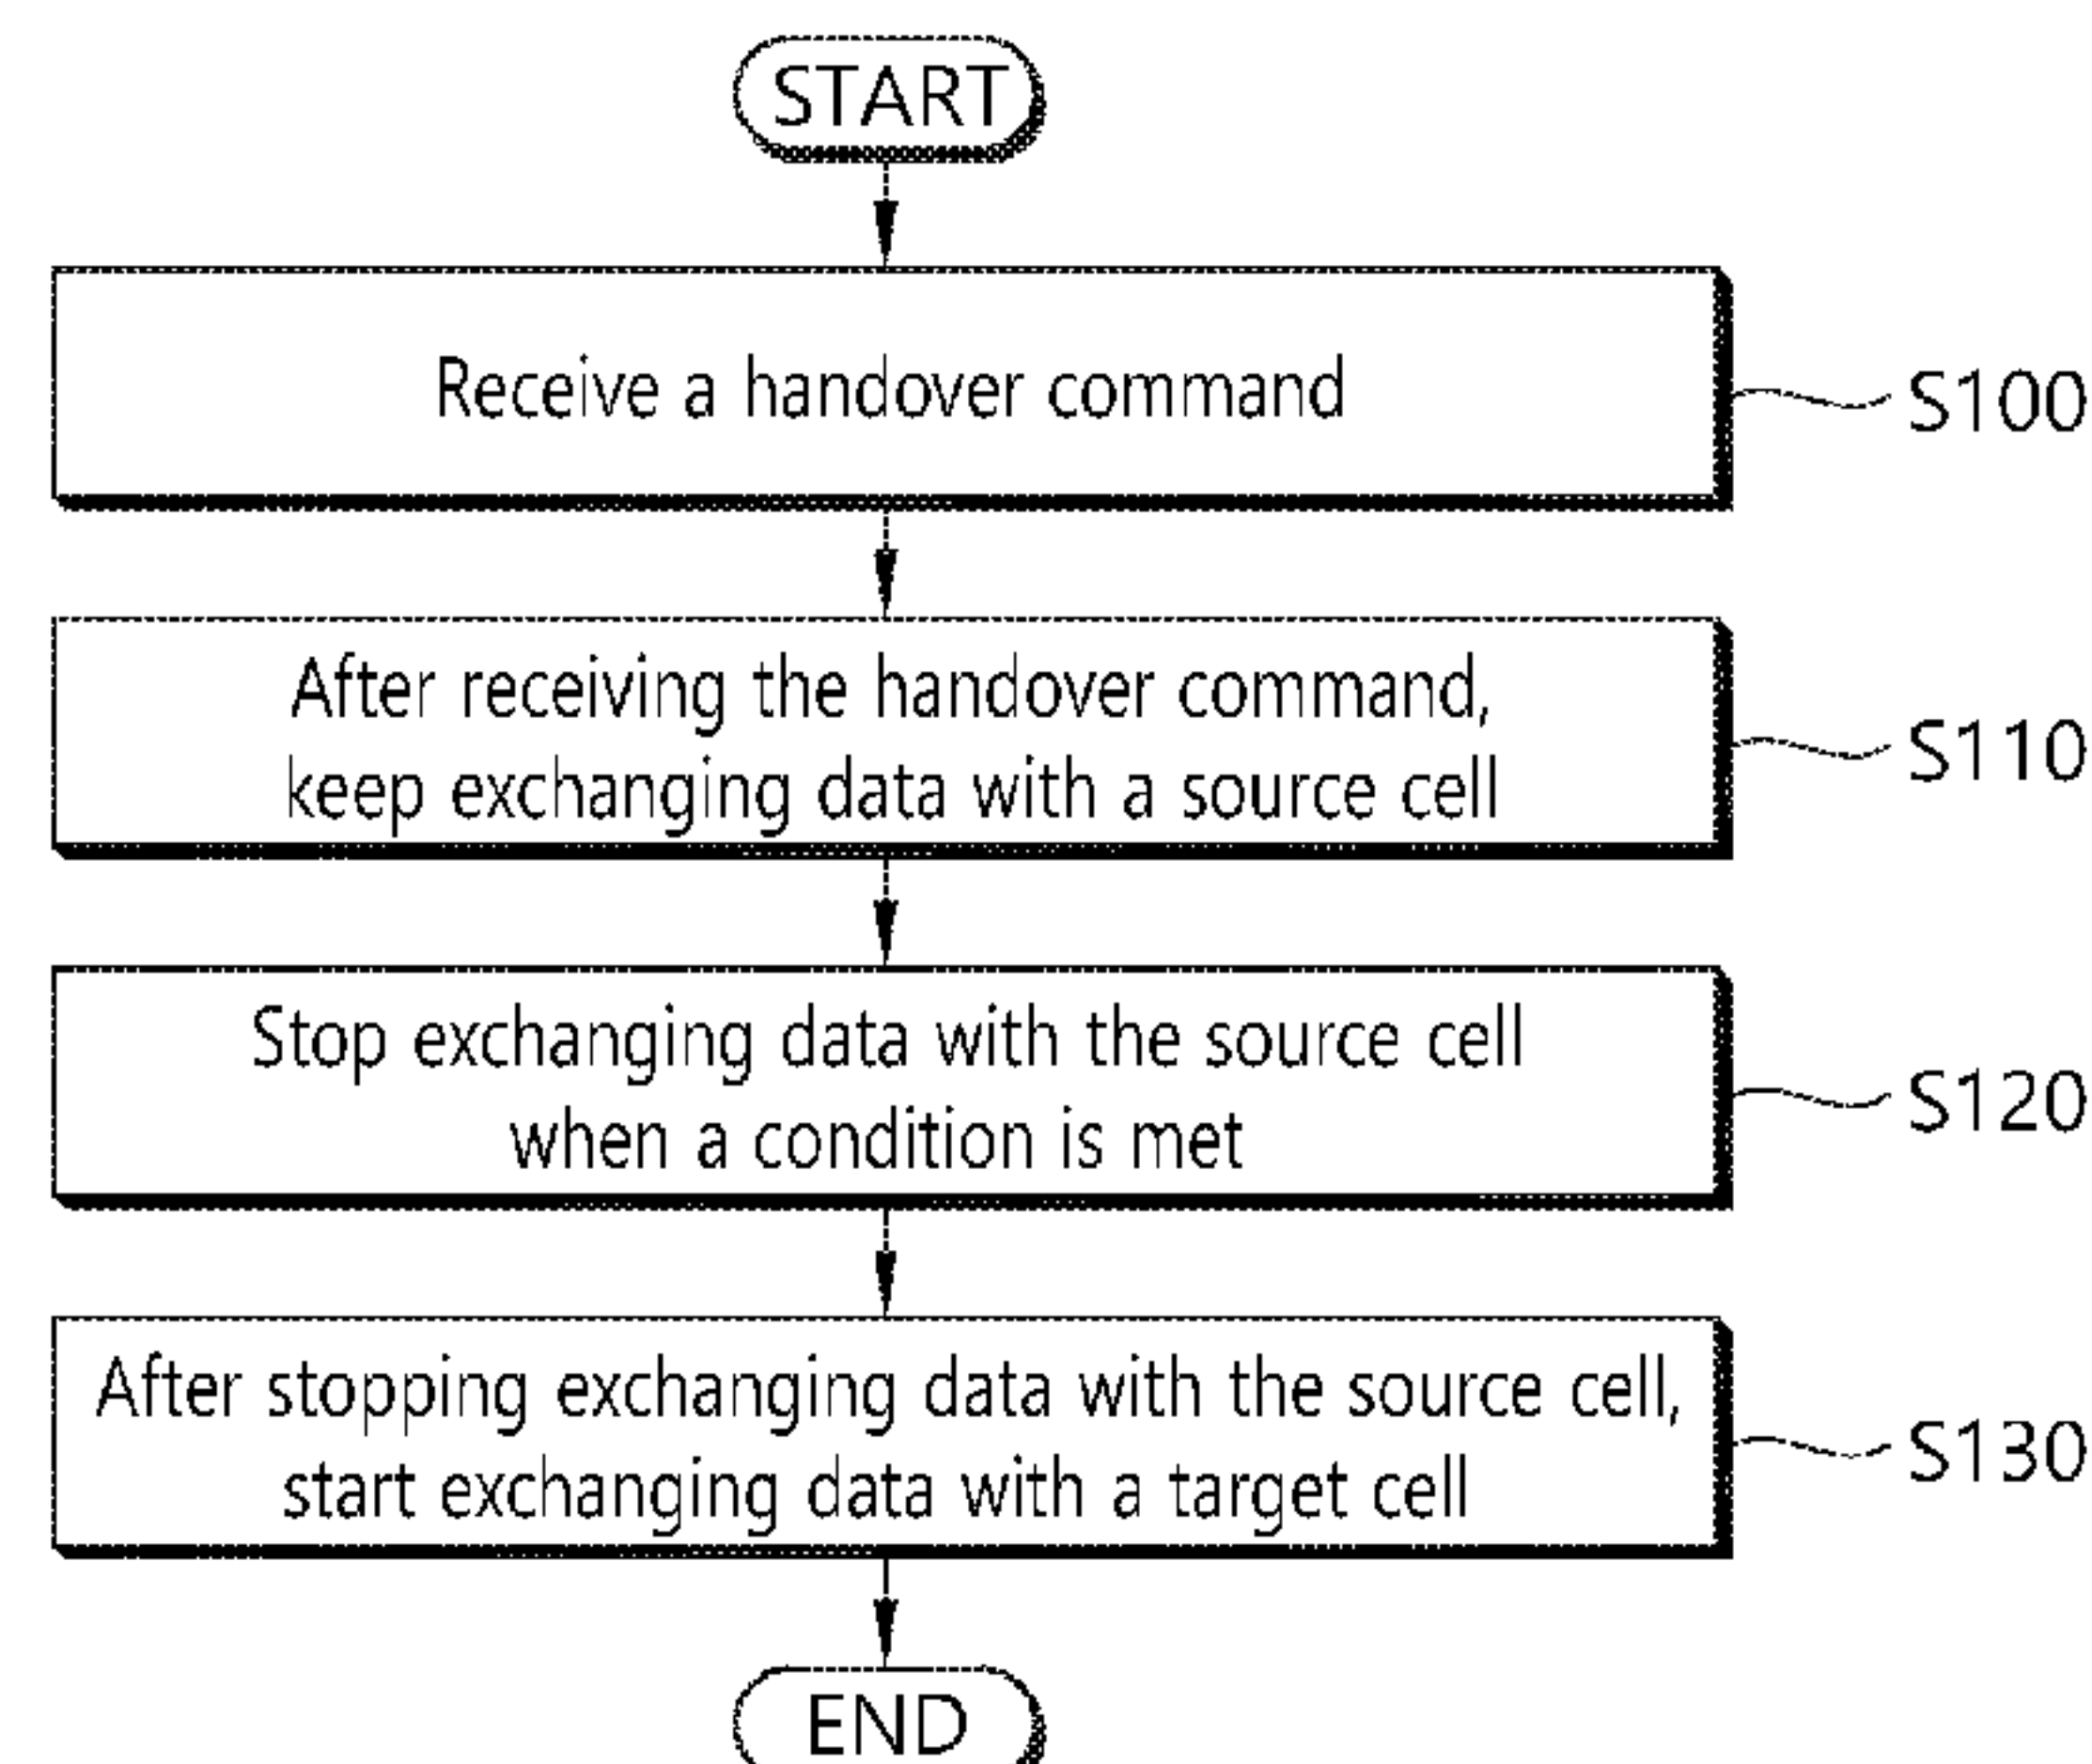 START
Receive a handover command
S100
After receiving the handover command,
keep exchanging data with a source cell
S110
Stop exchanging data with the source cell
when a condition is met
S120
After stopping exchanging data with the source cell,
start exchanging data with a target cell
S130
END